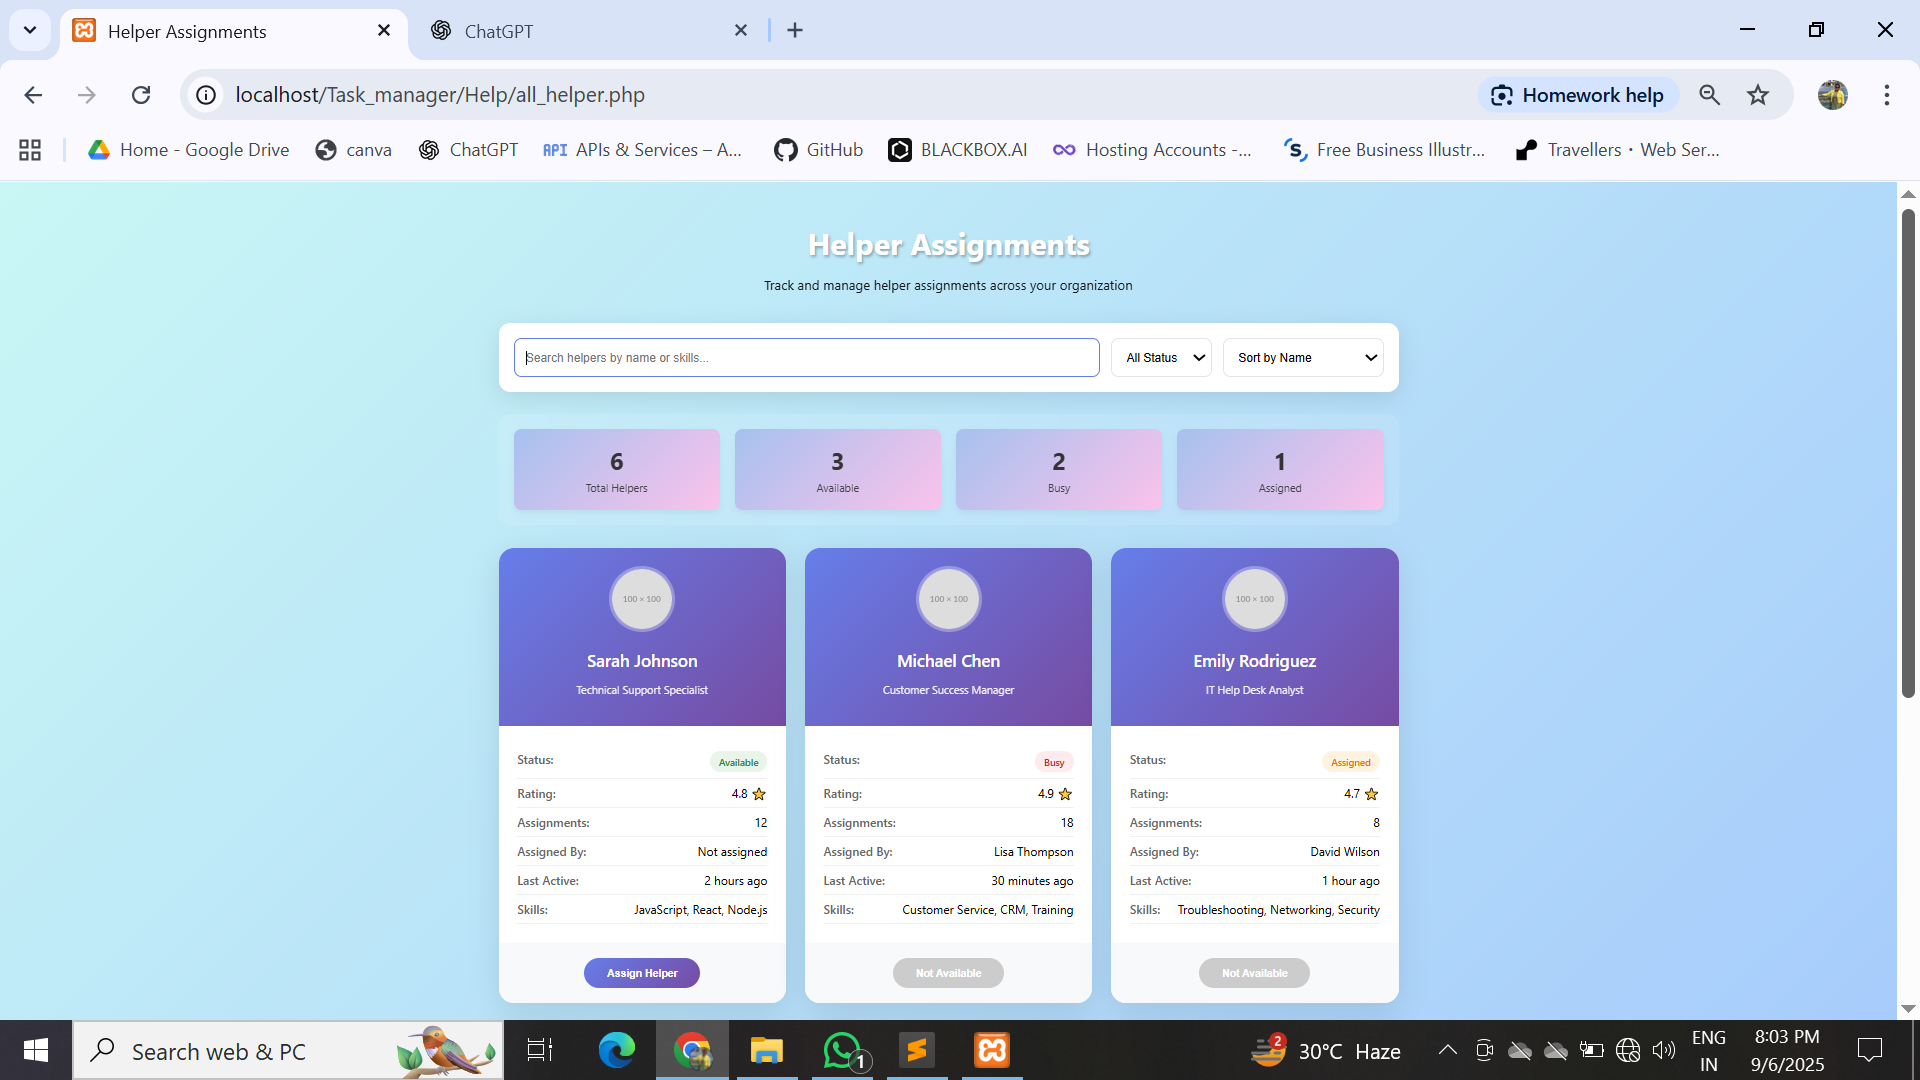 Helper Assignments
ChatGPT
localhost/Task_manager/Help/all_helper.php
Homework help
Home - Google Drive
canva
ChatGPT
API APIs & Services – A...
GitHub
BLACKBOX.AI
Hosting Accounts -...
Free Business Illustr...
Travellers • Web Ser...
Helper Assignments
Track and manage helper assignments across your organization
Search helpers by name or skills...
All Status
Sort by Name
6
Total Helpers
3
Available
2
Busy
1
Assigned
100 × 100
Sarah Johnson
Technical Support Specialist
Status: Available
Rating: 4.8
Assignments: 12
Assigned By: Not assigned
Last Active: 2 hours ago
Skills: JavaScript, React, Node.js
Assign Helper
100 × 100
Michael Chen
Customer Success Manager
Status: Busy
Rating: 4.9
Assignments: 18
Assigned By: Lisa Thompson
Last Active: 30 minutes ago
Skills: Customer Service, CRM, Training
Not Available
100 × 100
Emily Rodriguez
IT Help Desk Analyst
Status: Assigned
Rating: 4.7
Assignments: 8
Assigned By: David Wilson
Last Active: 1 hour ago
Skills: Troubleshooting, Networking, Security
Not Available
Search web & PC
1
2
30°C Haze
ENG
IN
8:03 PM
9/6/2025